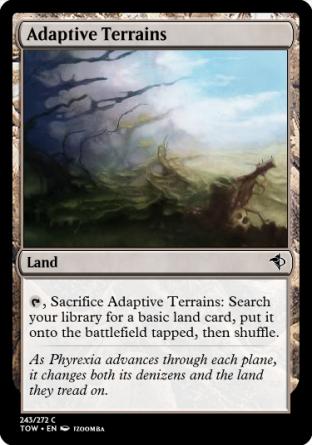 Adaptive Terrains
Land
, Sacrifice Adaptive Terrains: Search
your library for a basic land card, put it
onto the battlefield tapped, then shuffle.
As Phyrexia advances through each plane,
it changes both its denizens and the land
they tread on.
243/272 C
TOW • EN IZOOMBA